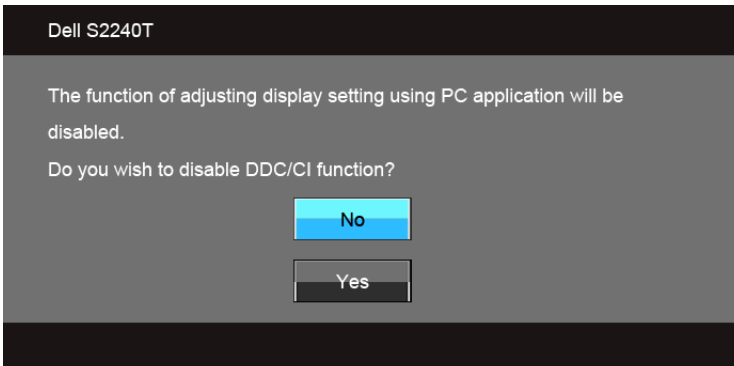 Dell S2240T
The function of adjusting display setting using PC application will be
disabled.
Do you wish to disable DDC/CI function?
No
Yes